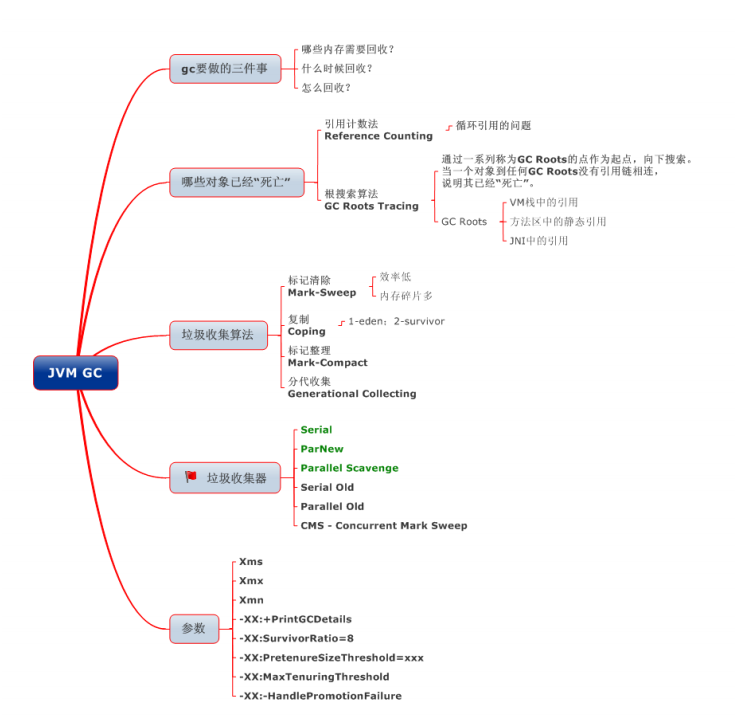 JVM GC
gc要做的三件事
哪些内存需要回收？
什么时候回收？
怎么回收？
哪些对象已经“死亡”
引用计数法
Reference Counting
循环引用的问题
根搜索算法
GC Roots Tracing
通过一系列称为GC Roots的点作为起点，向下搜索。
当一个对象到任何GC Roots没有引用链相连，
说明其已经“死亡”。
GC Roots
VM栈中的引用
方法区中的静态引用
JNI中的引用
垃圾收集算法
标记清除
Mark-Sweep
效率低
内存碎片多
复制
Coping
1-eden：2-survivor
标记整理
Mark-Compact
分代收集
Generational Collecting
垃圾收集器
Serial
ParNew
Parallel Scavenge
Serial Old
Parallel Old
CMS - Concurrent Mark Sweep
参数
Xms
Xmx
Xmn
-XX:+PrintGCDetails
-XX:SurvivorRatio=8
-XX:PretenureSizeThreshold=xxx
-XX:MaxTenuringThreshold
-XX:-HandlePromotionFailure